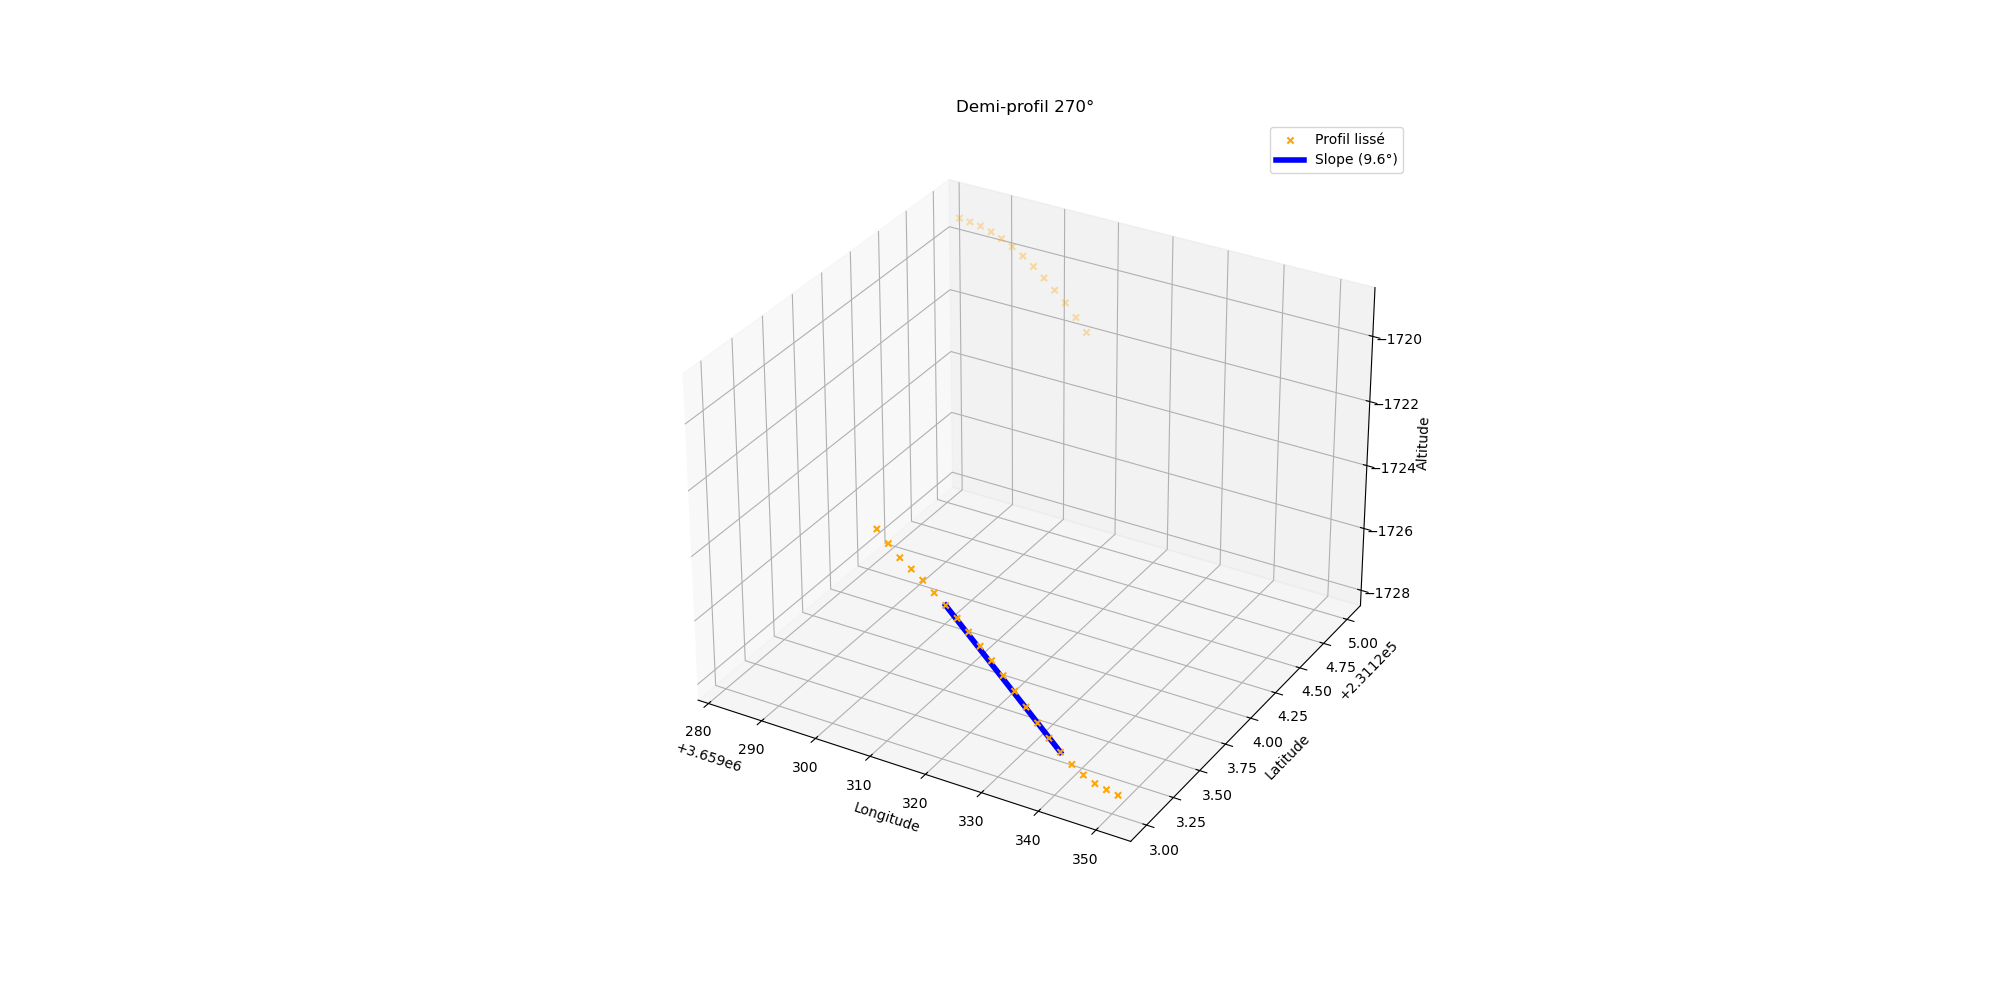 Demi-profil 270°
Profil lissé
Slope (9.6°)
−1720
−1722
−1724
−1726
−1728
Altitude
5.00
4.75
4.50
4.25
4.00
3.75
3.50
3.25
3.00
+2.3112e5
Latitude
280
290
300
310
320
330
340
350
+3.659e6
Longitude